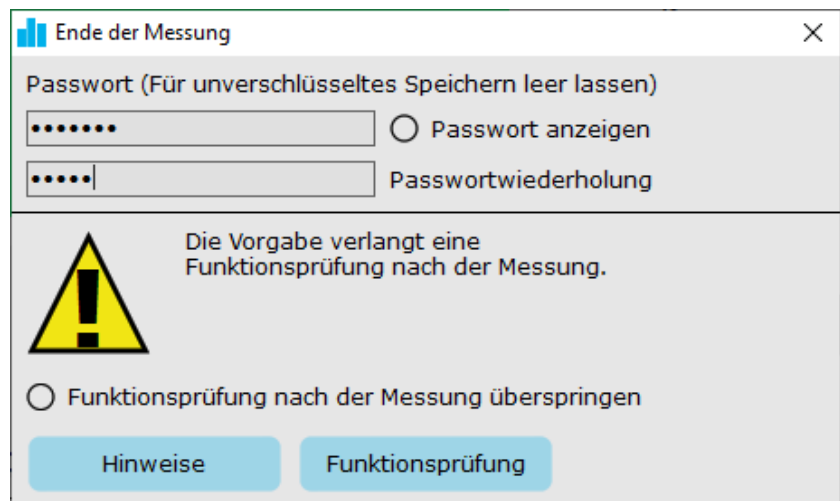 Ende der Messung
Passwort (Für unverschlüsseltes Speichern leer lassen)
•••••••
Passwort anzeigen
•••••
Passwortwiederholung
Die Vorgabe verlangt eine
Funktionsprüfung nach der Messung.
Funktionsprüfung nach der Messung überspringen
Hinweise
Funktionsprüfung